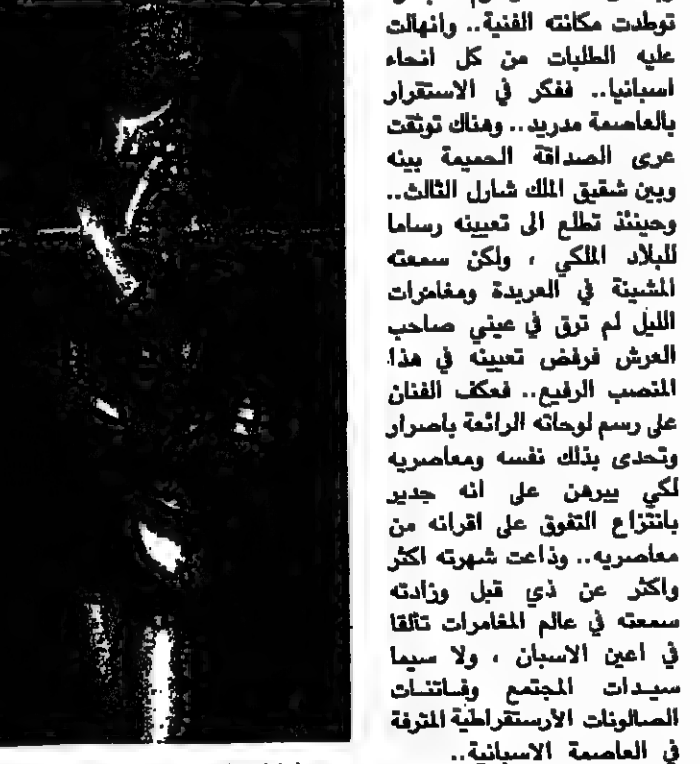 توطدت مكانته الفنية.. وانهالت
عليه الطلبات من كل انحاء
اسبانيا.. ففكر في الاستقرار
بالعاصمة مدريد.. وهناك توثقت
عرى الصداقة الحميمة بينه
وبين شقيق الملك شارل الثالث..
وحينئذ تطلع الى تعيينه رساما
للبلاد الملكي ، ولكن سمعته
المشينة في العربدة ومغامرات
الليل لم ترق في عيني صاحب
العرش فرفض تعيينه في هذا
المنصب الرفيع.. فعكف الفنان
على رسم لوحاته الرائعة باصرار
وتحدى بذلك نفسه ومعاصريه
لكي يبرهن على انه جدير
بانتزاع التفوق على اقرانه من
معاصريه.. وذاعت شهرته اكثر
واكثر عن ذي قبل وزادته
سمعته في عالم المغامرات تألقا
في اعين الاسبان ، ولا سيما
سيدات المجتمع وفاتنات
الصالونات الأرستقراطية المترفة
في العاصمة الاسبانية..